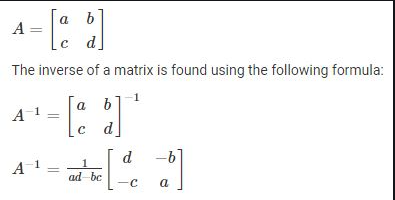 A = [a b
c d]
The inverse of a matrix is found using the following formula:
A⁻¹ = [a b
c d]⁻¹
A⁻¹ = 1/(ad bc) [d −b
−c a]